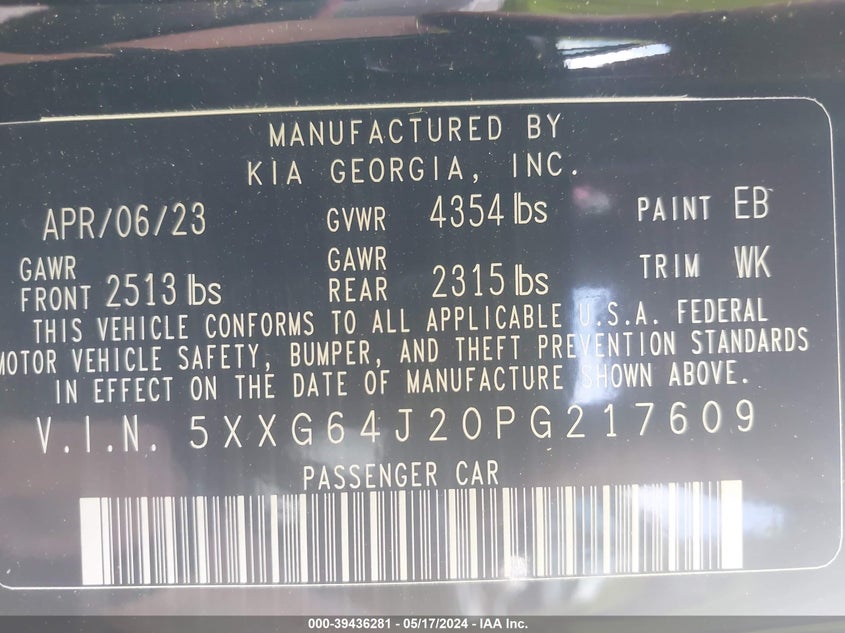 MANUFACTURED BY
KIA GEORGIA, INC.
APR/06/23 GVWR 4354 lbs PAINT EB
GAWR FRONT 2513 lbs GAWR REAR 2315 lbs TRIM WK
THIS VEHICLE CONFORMS TO ALL APPLICABLE U.S.A. FEDERAL
MOTOR VEHICLE SAFETY, BUMPER, AND THEFT PREVENTION STANDARDS
IN EFFECT ON THE DATE OF MANUFACTURE SHOWN ABOVE.
V.I.N. 5XXG64J20PG217609
PASSENGER CAR
000-39436281 - 05/17/2024 - IAA Inc.